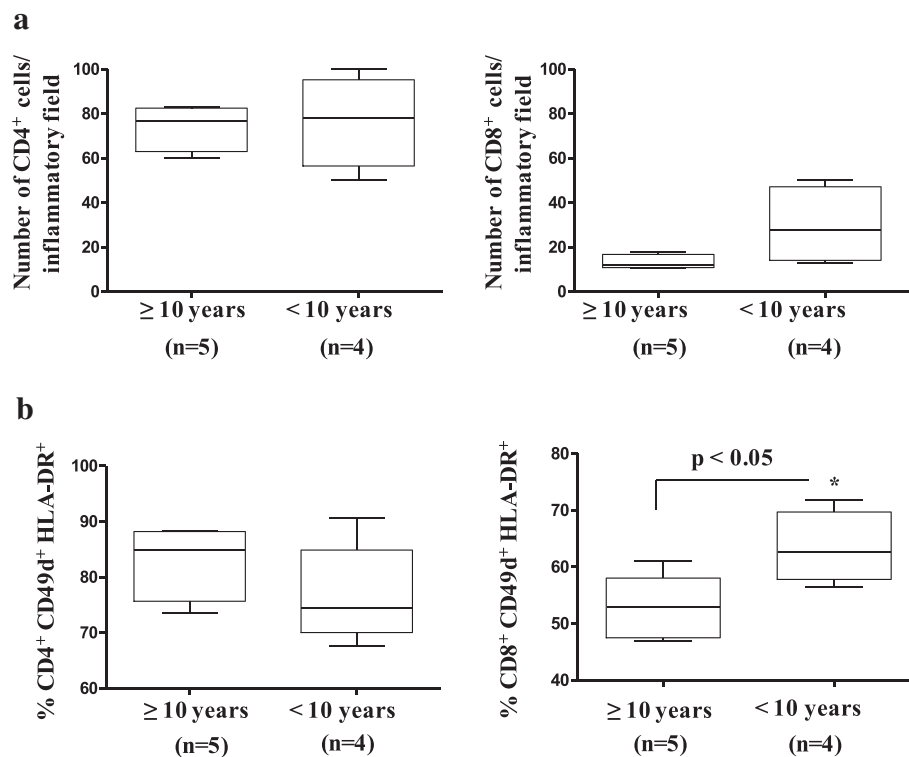 a
Number of CD4⁺ cells/
inflammatory field
100
80
60
40
20
0
≥ 10 years
< 10 years
(n=5)
(n=4)
Number of CD8⁺ cells/
inflammatory field
100
80
60
40
20
0
≥ 10 years
< 10 years
(n=5)
(n=4)
b
% CD4⁺ CD49d⁺ HLA-DR⁺
100
90
80
70
60
≥ 10 years
< 10 years
(n=5)
(n=4)
% CD8⁺ CD49d⁺ HLA-DR⁺
80
70
60
50
40
p < 0.05
*
≥ 10 years
< 10 years
(n=5)
(n=4)